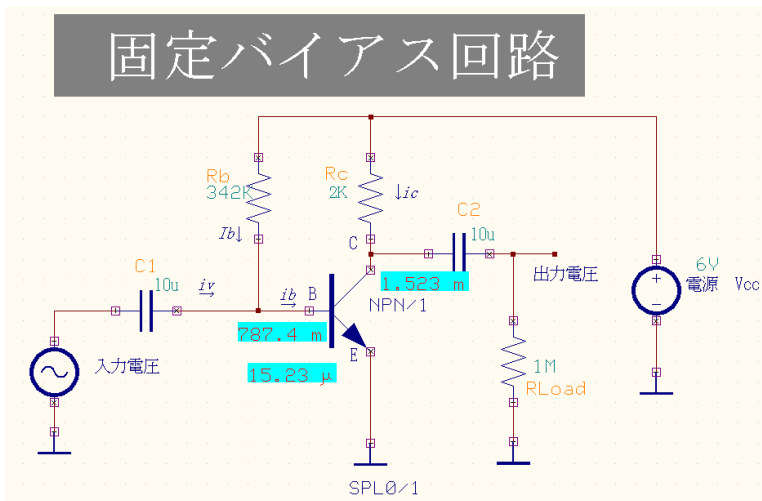 固定バイアス回路
Rb
342K
Ib↓
Rc
2K
↓ic
C
C2
10u
出力電圧
6V
電源 Vcc
C1
10u
iv
ib
B
1.523 m
NPN/1
787.4 m
E
15.23 μ
入力電圧
1M
RLoad
SPL0/1